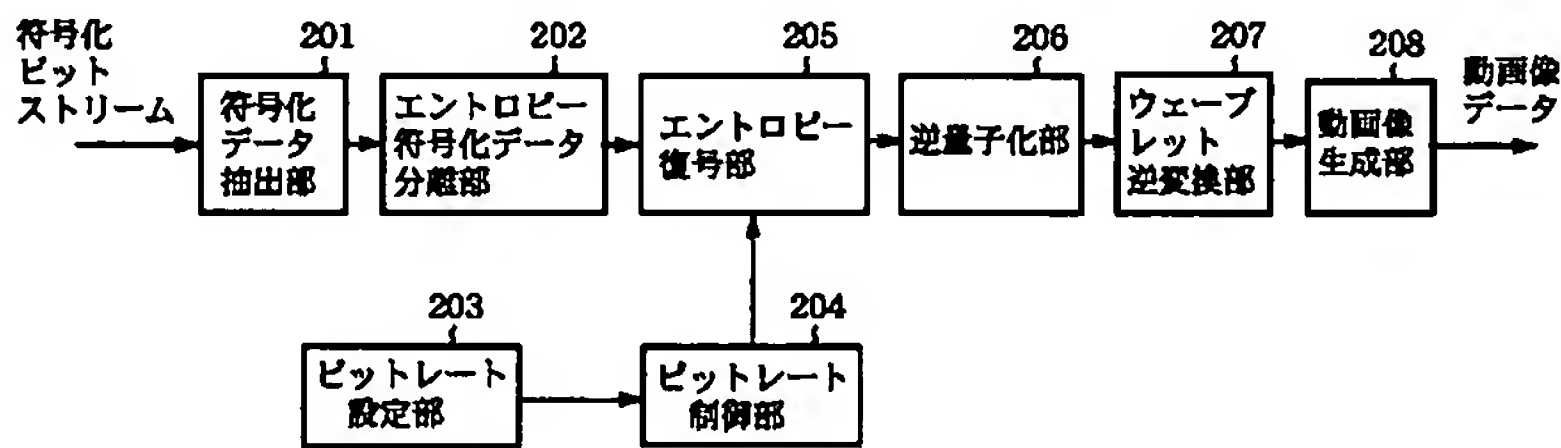 符号化
ビット
ストリーム
201
符号化
データ
抽出部
202
エントロピー
符号化データ
分離部
205
エントロピー
復号部
206
逆量子化部
207
ウェーブ
レット
逆変換部
208
動画像
生成部
動画像
データ
203
ビットレート
設定部
204
ビットレート
制御部